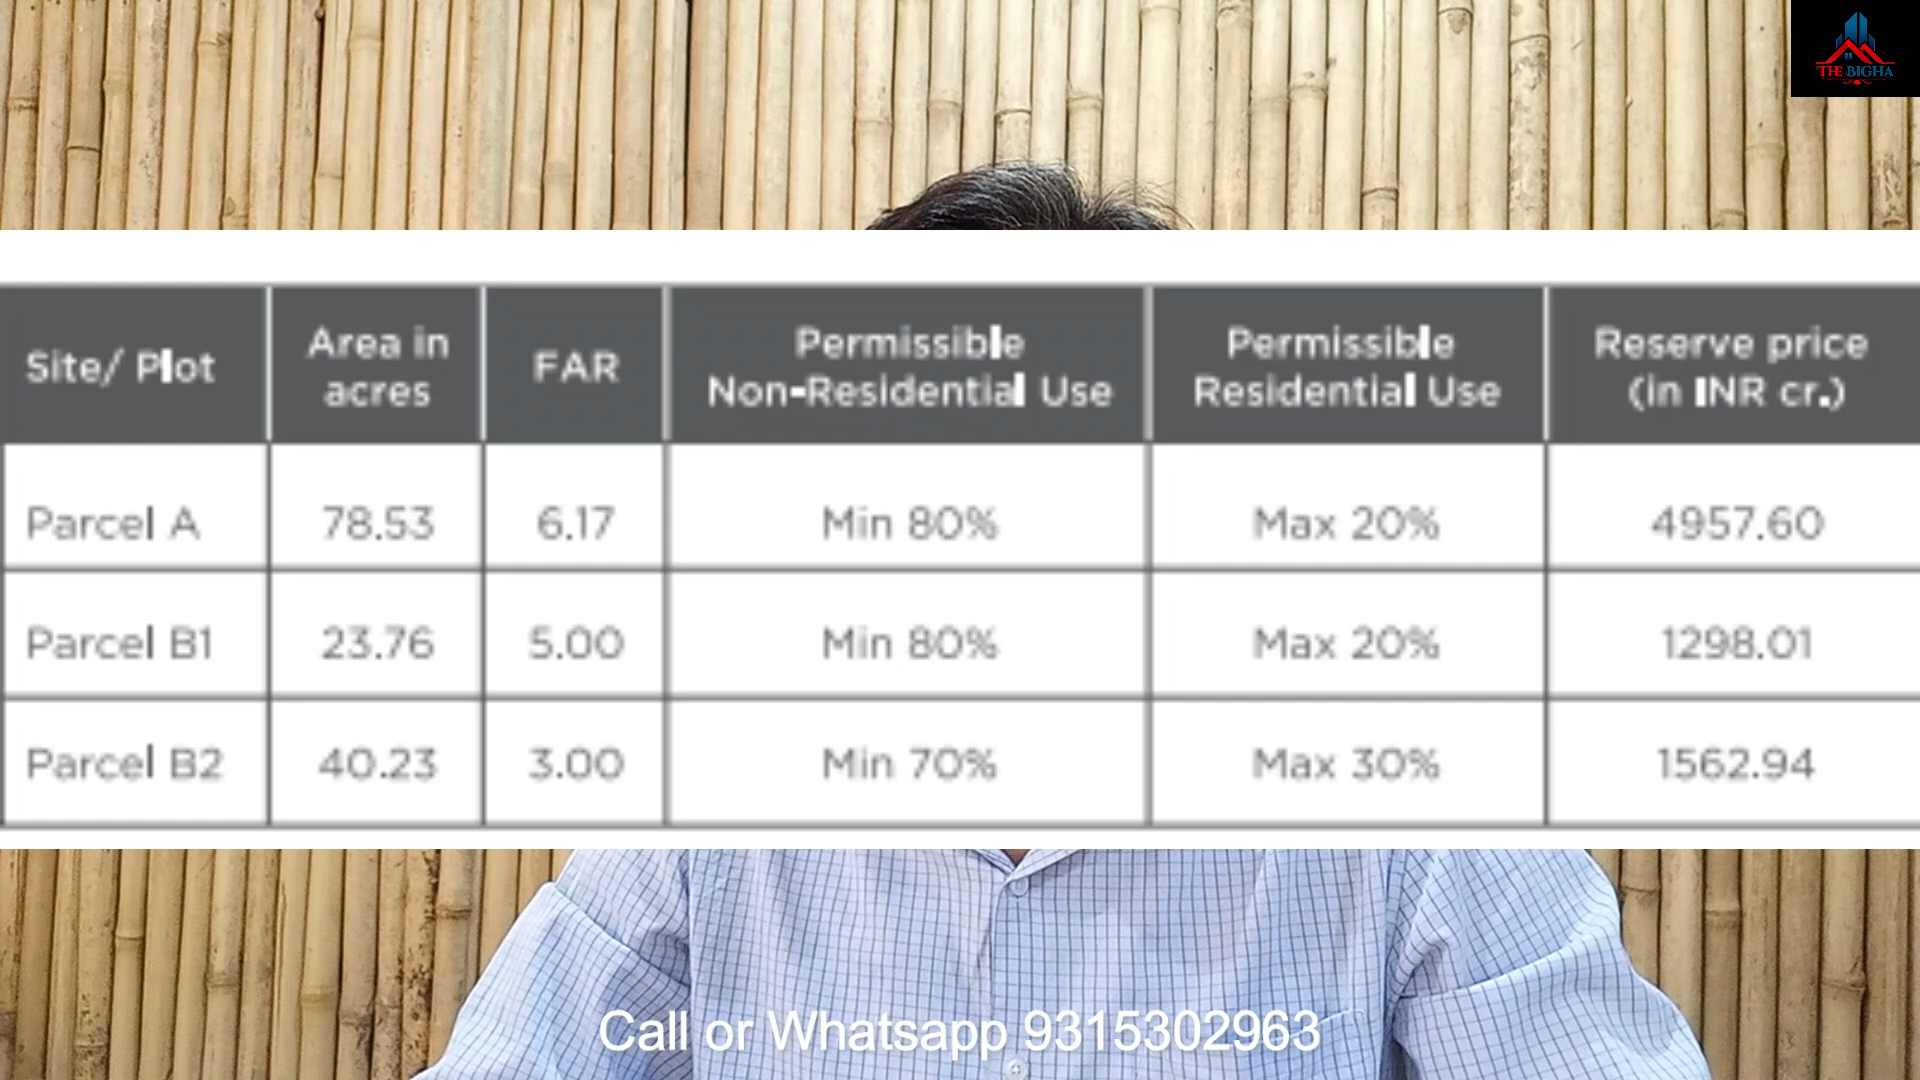 THE BIGHA
Site/ Plot
Area in
acres
FAR
Permissible
Non-Residential Use
Permissible
Residential Use
Reserve price
(in INR cr.)
Parcel A 78.53 6.17 Min 80% Max 20% 4957.60
Parcel B1 23.76 5.00 Min 80% Max 20% 1298.01
Parcel B2 40.23 3.00 Min 70% Max 30% 1562.94
Call or Whatsapp 9315302963